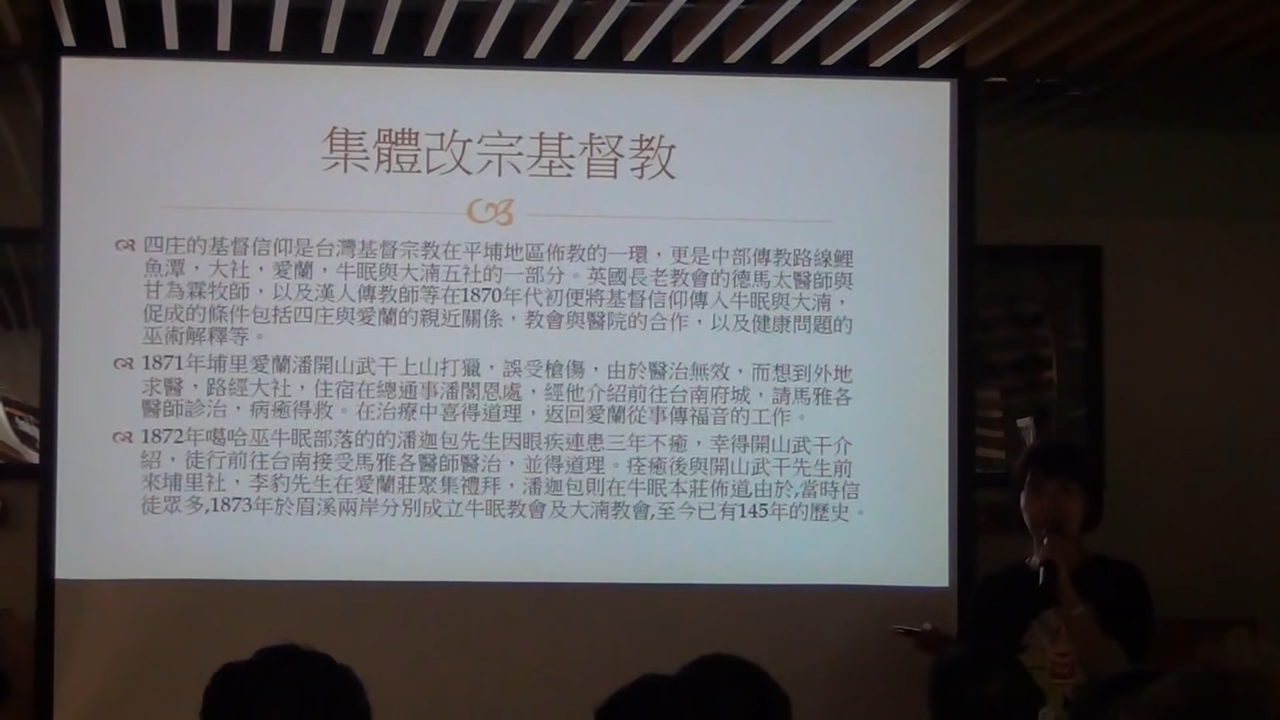 集體改宗基督教
四庄的基督信仰是台灣基督宗教在平埔地區佈教的一環，更是中部傳教路線鯉
魚潭，大社，愛蘭，牛眠與大湳五社的一部分。英國長老教會的德馬太醫師與
甘為霖牧師，以及漢人傳教師等在1870年代初便將基督信仰傳入牛眠與大湳，
促成的條件包括四庄與愛蘭的親近關係，教會與醫院的合作，以及健康問題的
巫術解釋等。
1871年埔里愛蘭潘開山武干上山打獵，誤受槍傷，由於醫治無效，而想到外地
求醫，路經大社，住宿在總通事潘閣恩處，經他介紹前往台南府城，請馬雅各
醫師診治，病癒得救。在治療中喜得道理，返回愛蘭從事傳福音的工作。
1872年噶哈巫牛眠部落的的潘迦包先生因眼疾連患三年不癒，幸得開山武干介
紹，徒行前往台南接受馬雅各醫師醫治，並得道理。痊癒後與開山武干先生前
來埔里社，李豹先生在愛蘭莊聚集禮拜，潘迦包則在牛眠本莊佈道,由於,當時信
徒眾多,1873年於眉溪兩岸分別成立牛眠教會及大湳教會,至今已有145年的歷史。